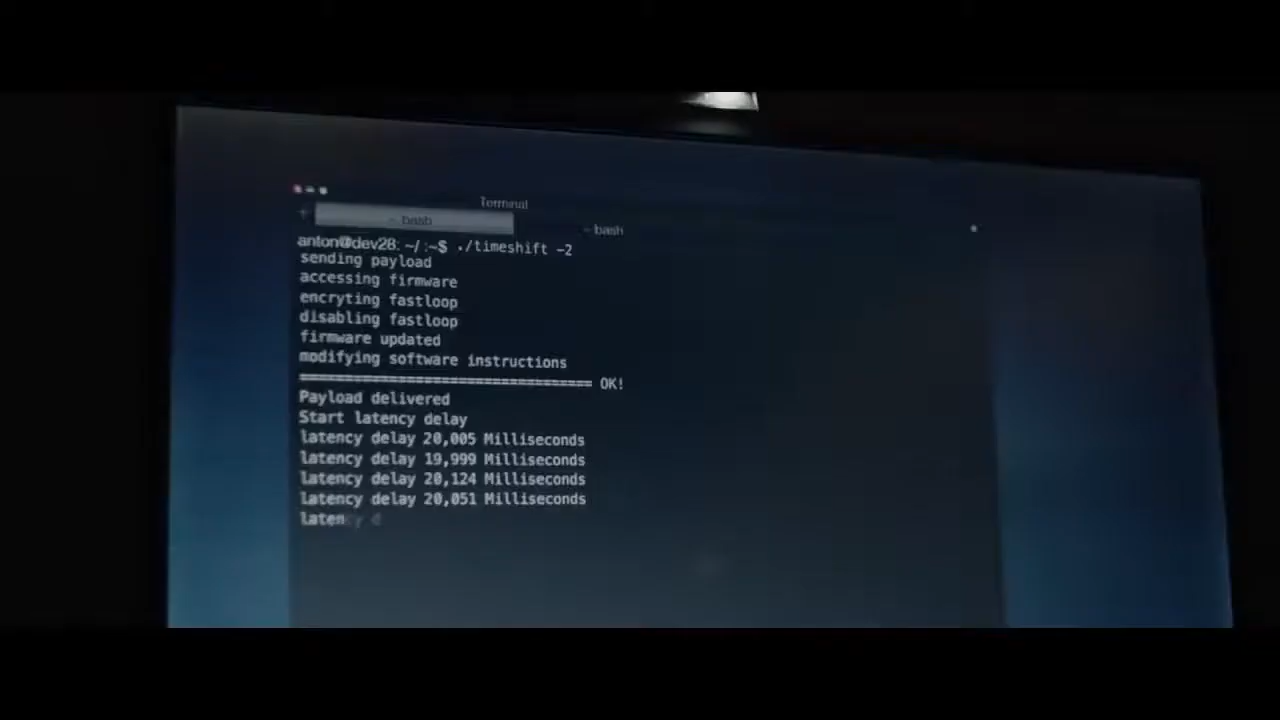 Terminal
~ bash
~ bash
anton@dev28: ~/ :~$ ./timeshift -2
sending payload
accessing firmware
encryting fastloop
disabling fastloop
firmware updated
modifying software instructions
================================= OK!
Payload delivered
Start latency delay
latency delay 20,005 Milliseconds
latency delay 19,999 Milliseconds
latency delay 20,124 Milliseconds
latency delay 20,051 Milliseconds
latency d